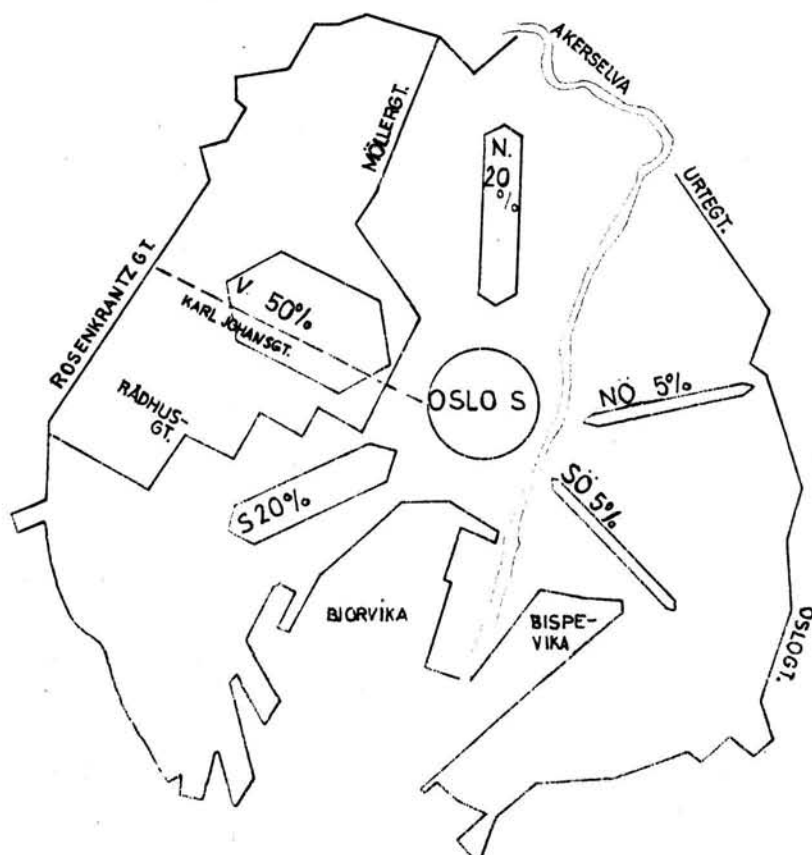 AKERSELVA
MÖLLERGT.
N.
20
%
URTEGT.
ROSENKRANTZ GT.
V. 50%
KARL JOHANSGT.
OSLO S
NÖ 5%
RÅDHUS-
GT.
SÖ 5%
S 20%
BJORVIKA
BISPE-
VIKA
OSLOGT.